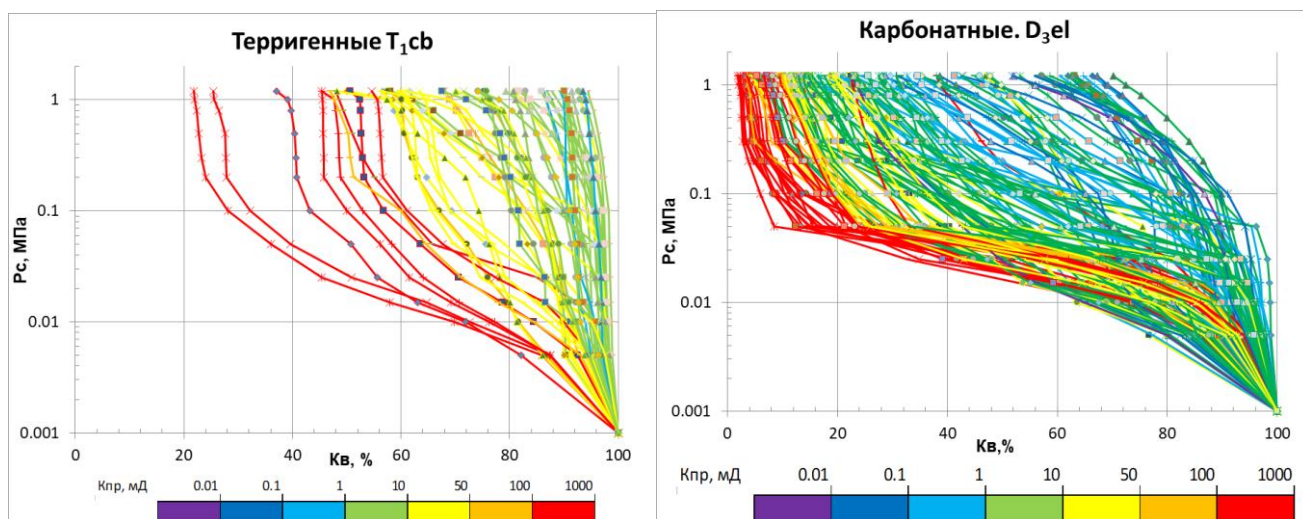 Терригенные T₁cb
Рс, МПа
1
0.1
0.01
0.001
0 20 40 60 80 100
Кв, %
Кпр, мД 0.01 0.1 1 10 50 100 1000
Карбонатные. D₃el
Рс, МПа
1
0.1
0.01
0.001
0 20 40 60 80 100
Кв,%
Кпр, мД 0.01 0.1 1 10 50 100 1000